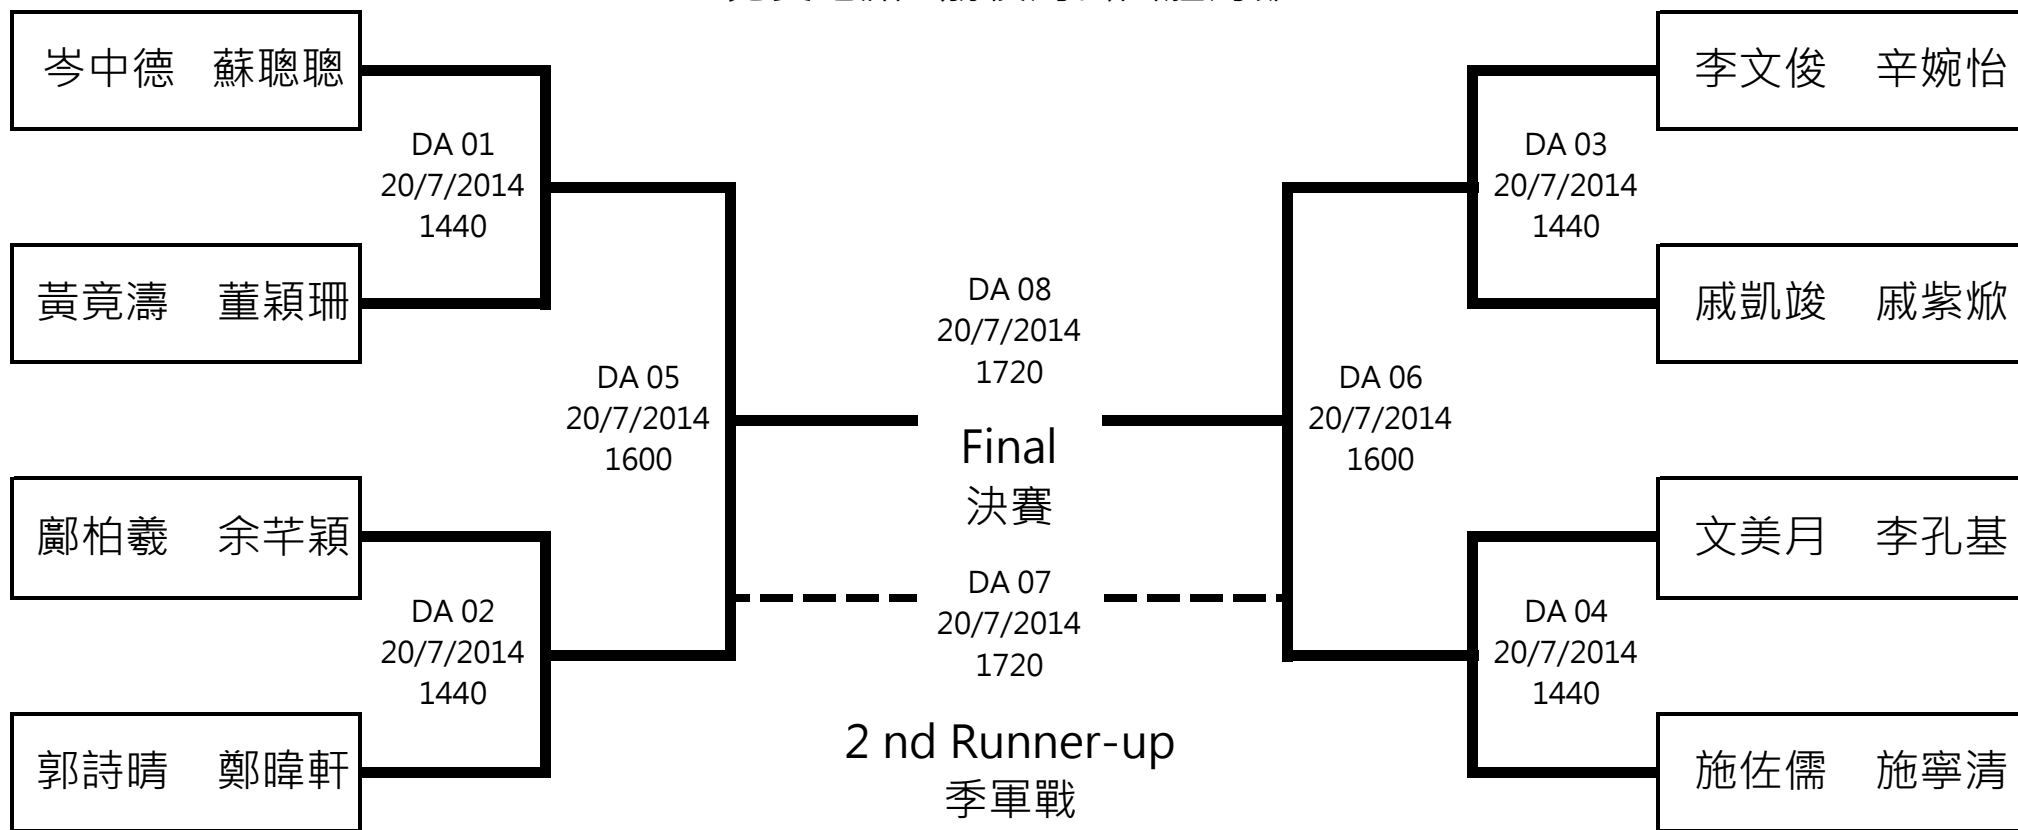 岑中德 蘇聰聰
DA 01
20/7/2014
1440
黃竟濤 董穎珊
DA 05
20/7/2014
1600
鄺柏羲 余芊穎
DA 02
20/7/2014
1440
郭詩晴 鄭暐軒
DA 08
20/7/2014
1720
Final
決賽
DA 07
20/7/2014
1720
2 nd Runner-up
季軍戰
李文俊 辛婉怡
DA 03
20/7/2014
1440
戚凱竣 戚紫焮
DA 06
20/7/2014
1600
文美月 李孔基
DA 04
20/7/2014
1440
施佐儒 施寧清